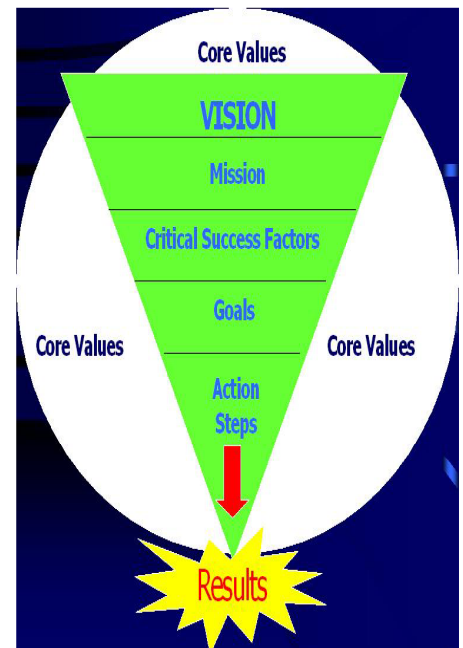 Core Values
VISION
Mission
Critical Success Factors
Goals
Core Values
Core Values
Action
Steps
Results